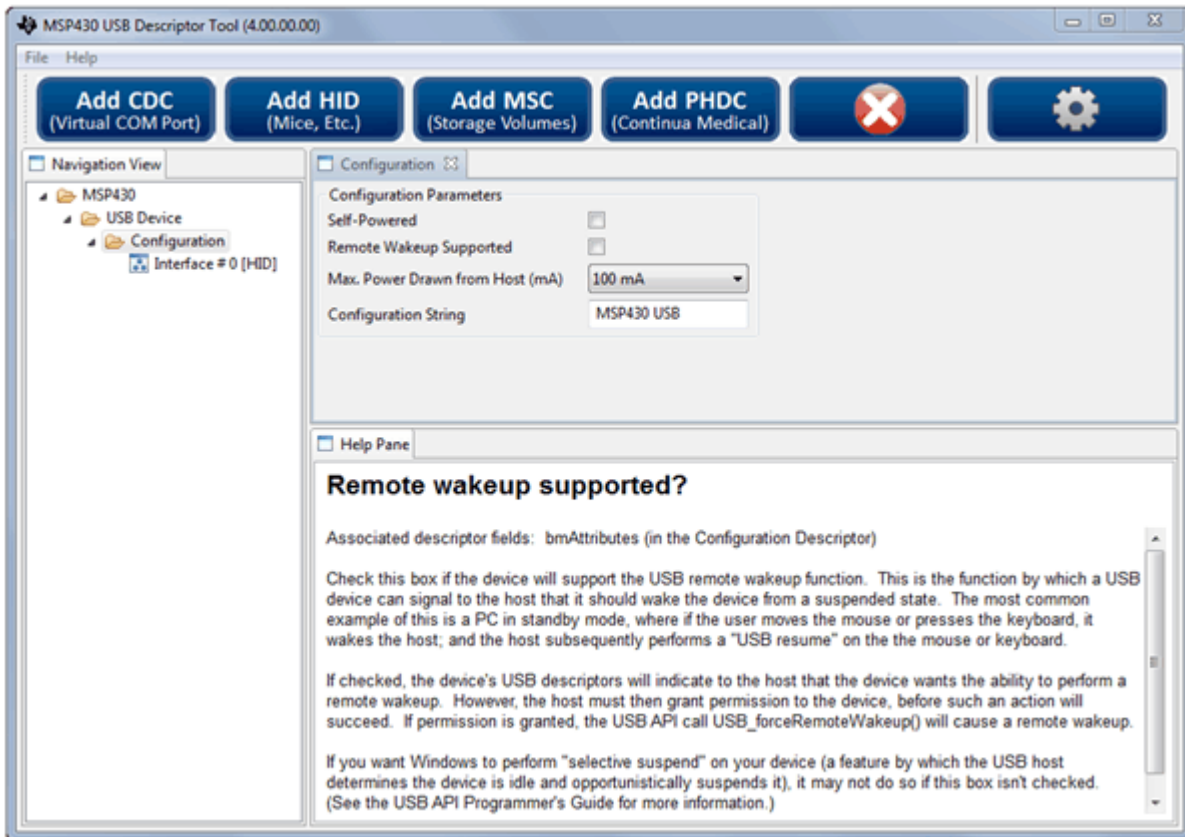 MSP430 USB Descriptor Tool (4.00.00.00)
File Help
Add CDC
(Virtual COM Port)
Add HID
(Mice, Etc.)
Add MSC
(Storage Volumes)
Add PHDC
(Continua Medical)
Navigation View
MSP430
USB Device
Configuration
Interface # 0 [HID]
Configuration
Configuration Parameters
Self-Powered
Remote Wakeup Supported
Max. Power Drawn from Host (mA) 100 mA
Configuration String MSP430 USB
Help Pane
Remote wakeup supported?
Associated descriptor fields: bmAttributes (in the Configuration Descriptor)
Check this box if the device will support the USB remote wakeup function. This is the function by which a USB
device can signal to the host that it should wake the device from a suspended state. The most common
example of this is a PC in standby mode, where if the user moves the mouse or presses the keyboard, it
wakes the host; and the host subsequently performs a "USB resume" on the the mouse or keyboard.
If checked, the device's USB descriptors will indicate to the host that the device wants the ability to perform a
remote wakeup. However, the host must then grant permission to the device, before such an action will
succeed. If permission is granted, the USB API call USB_forceRemoteWakeup() will cause a remote wakeup.
If you want Windows to perform "selective suspend" on your device (a feature by which the USB host
determines the device is idle and opportunistically suspends it), it may not do so if this box isn't checked.
(See the USB API Programmer's Guide for more information.)